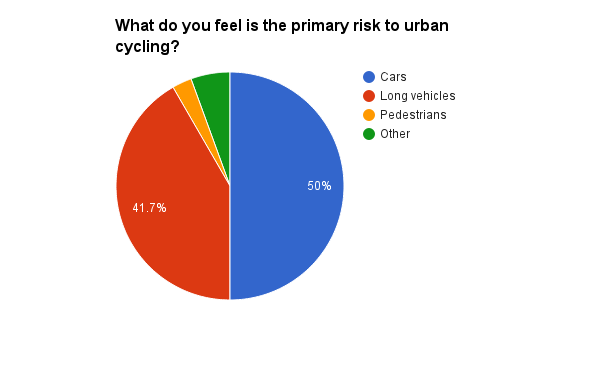 What do you feel is the primary risk to urban
cycling?
Cars
Long vehicles
Pedestrians
Other
50%
41.7%